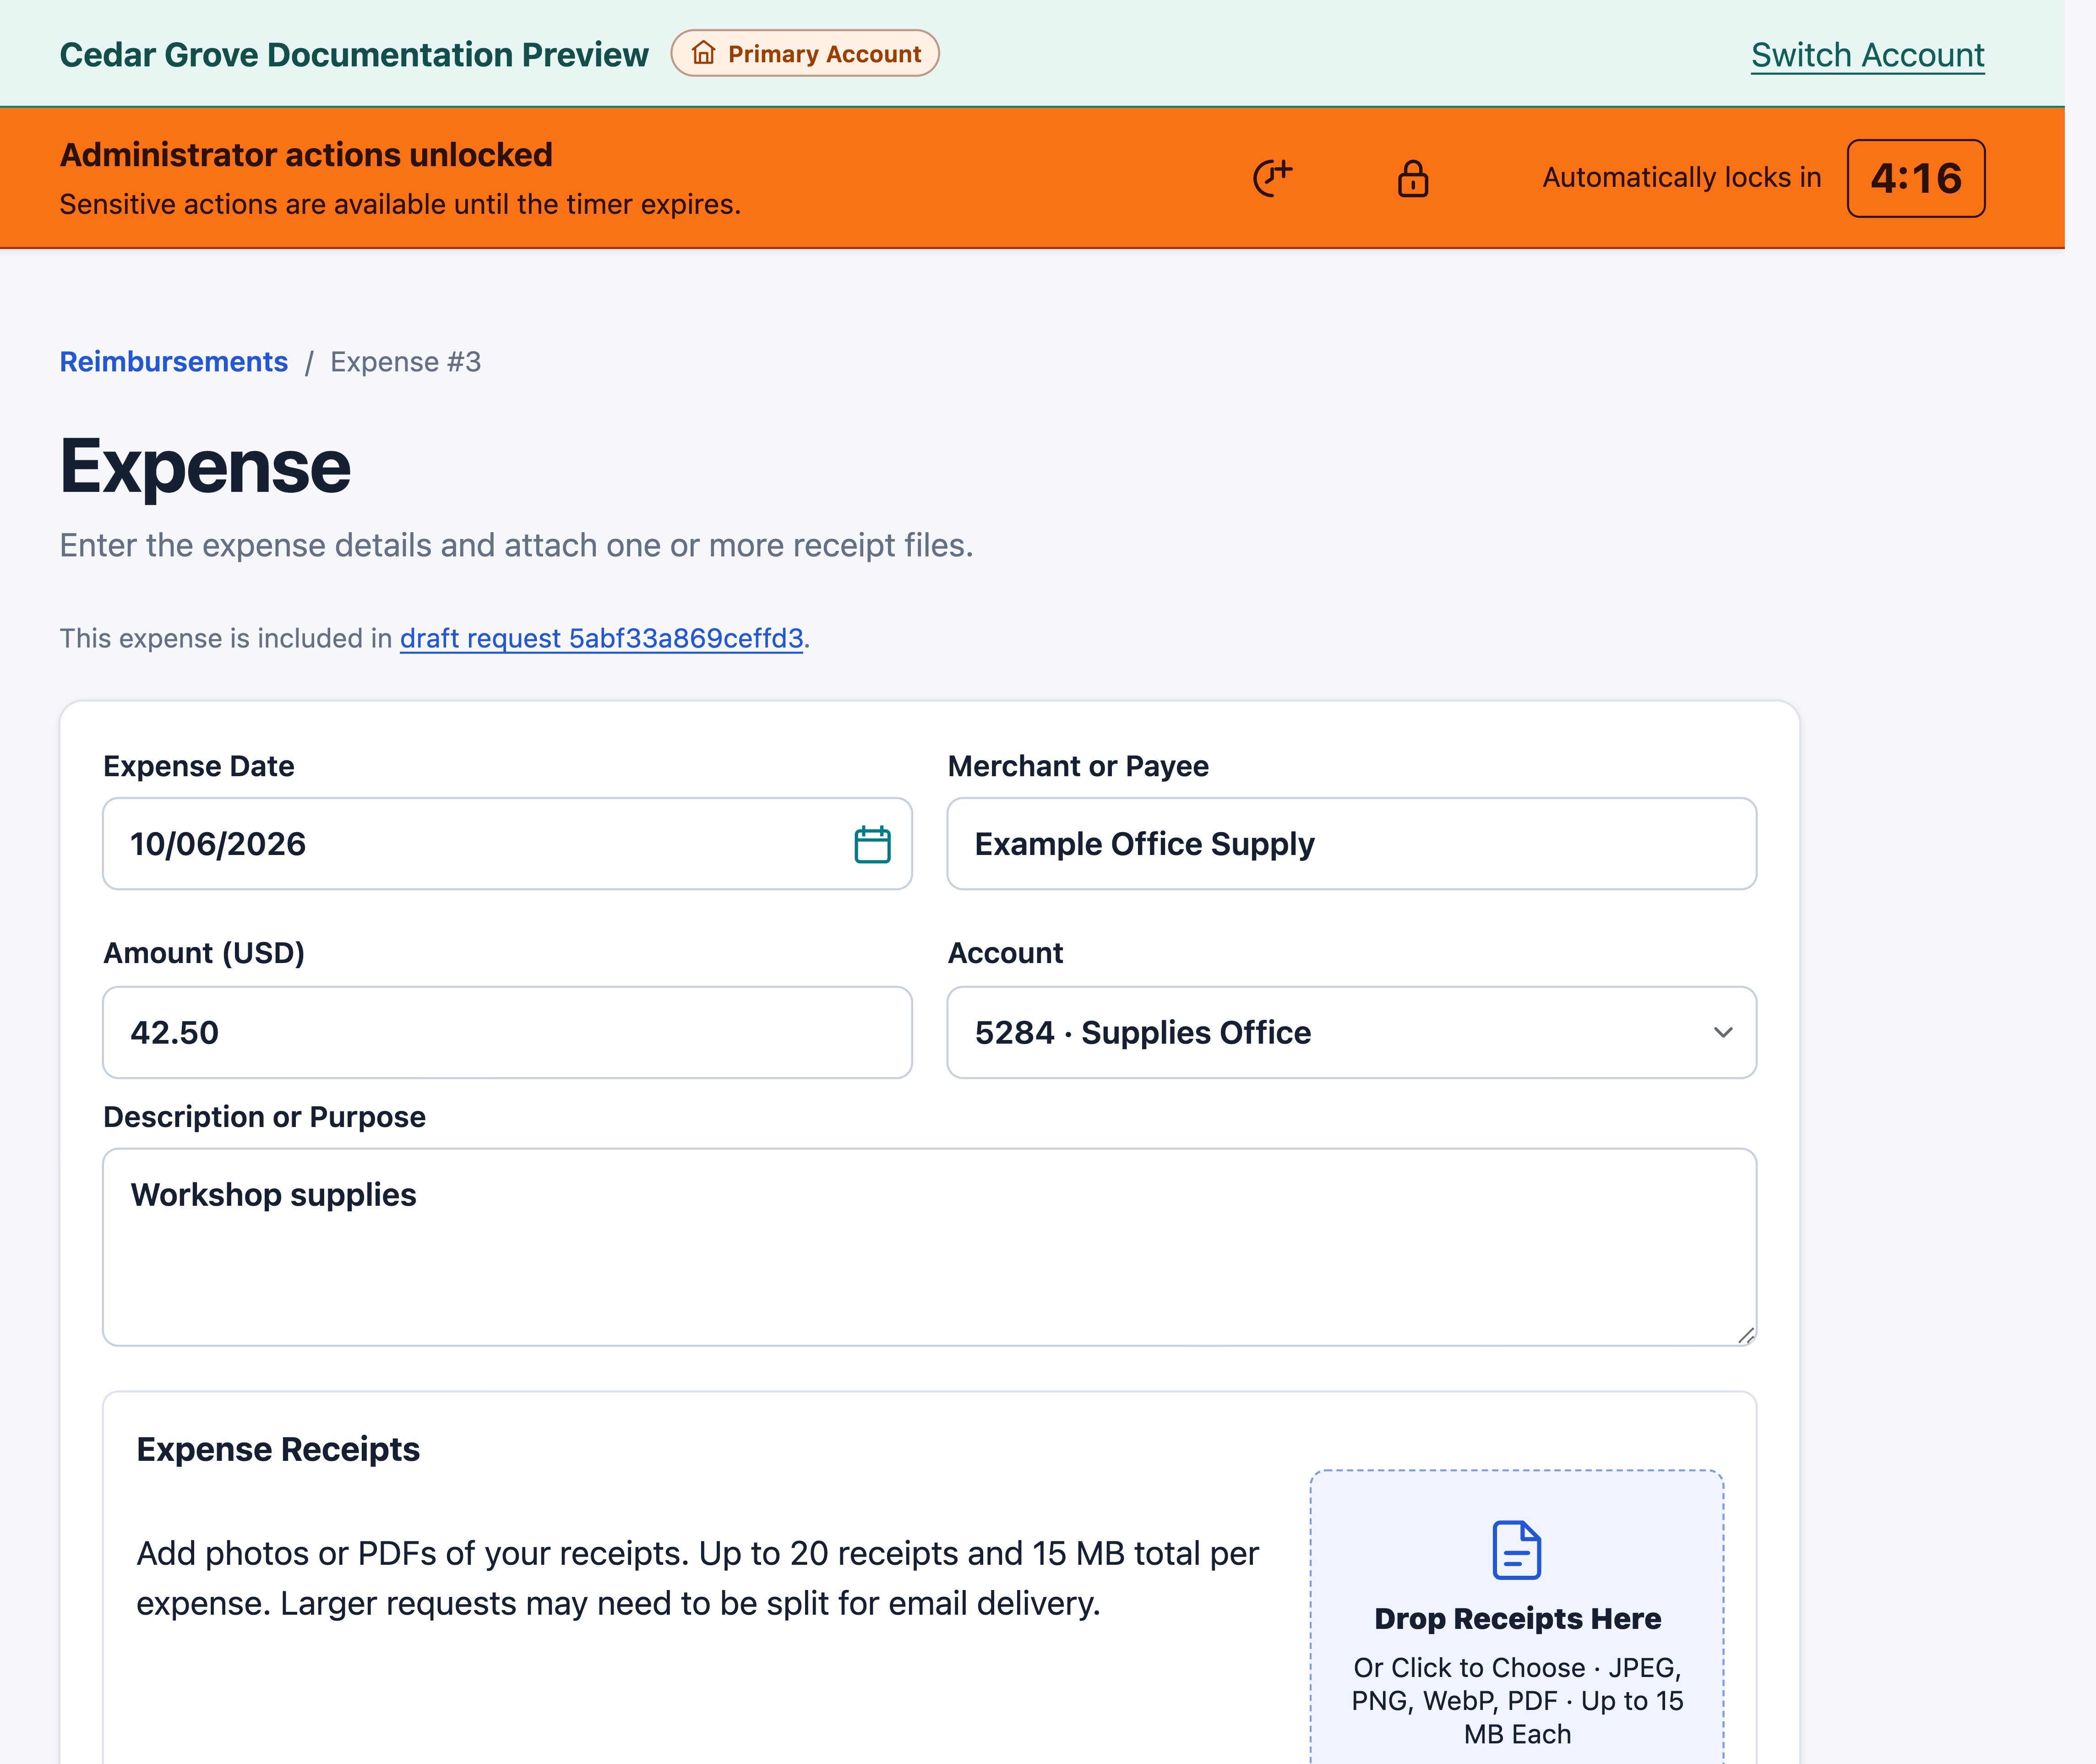 Cedar Grove Documentation Preview
Primary Account
Switch Account
Administrator actions unlocked
Sensitive actions are available until the timer expires.
Automatically locks in
4:16
Reimbursements / Expense #3
Expense
Enter the expense details and attach one or more receipt files.
This expense is included in draft request 5abf33a869ceffd3.
Expense Date
10/06/2026
Merchant or Payee
Example Office Supply
Amount (USD)
42.50
Account
5284 · Supplies Office
Description or Purpose
Workshop supplies
Expense Receipts
Add photos or PDFs of your receipts. Up to 20 receipts and 15 MB total per
expense. Larger requests may need to be split for email delivery.
Drop Receipts Here
Or Click to Choose · JPEG,
PNG, WebP, PDF · Up to 15
MB Each